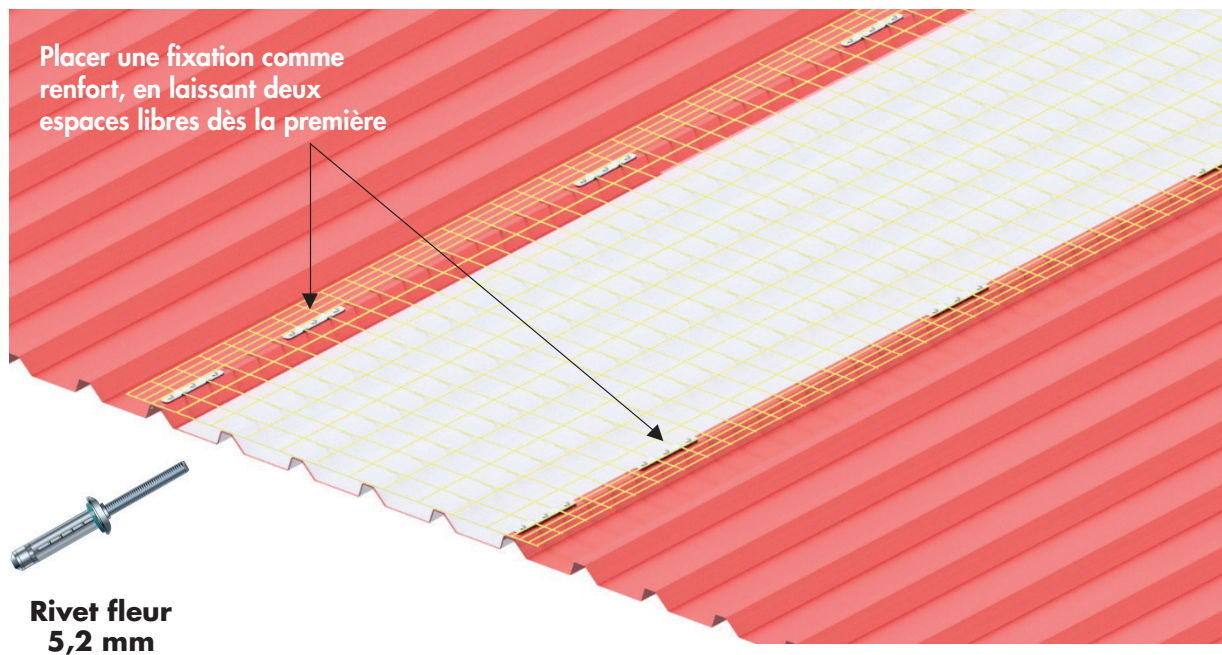 Placer une fixation comme
renfort, en laissant deux
espaces libres dès la première
Rivet fleur
5,2 mm